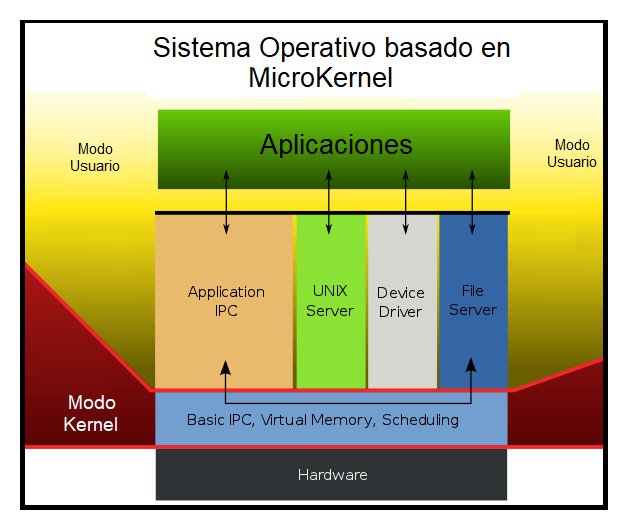 Sistema Operativo basado en
MicroKernel
Modo
Usuario
Aplicaciones
Modo
Usuario
Application
IPC
UNIX
Server
Device
Driver
File
Server
Modo
Kernel
Basic IPC, Virtual Memory, Scheduling
Hardware